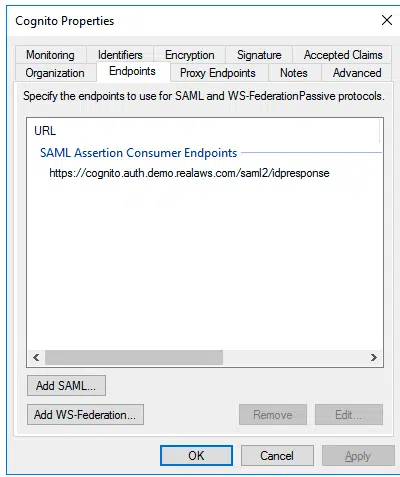 Cognito Properties
Monitoring Identifiers Encryption Signature Accepted Claims
Organization Endpoints Proxy Endpoints Notes Advanced
Specify the endpoints to use for SAML and WS-FederationPassive protocols.
URL
SAML Assertion Consumer Endpoints
https://cognito.auth.demo.realaws.com/saml2/idpresponse
Add SAML...
Add WS-Federation... Remove Edit...
OK Cancel Apply